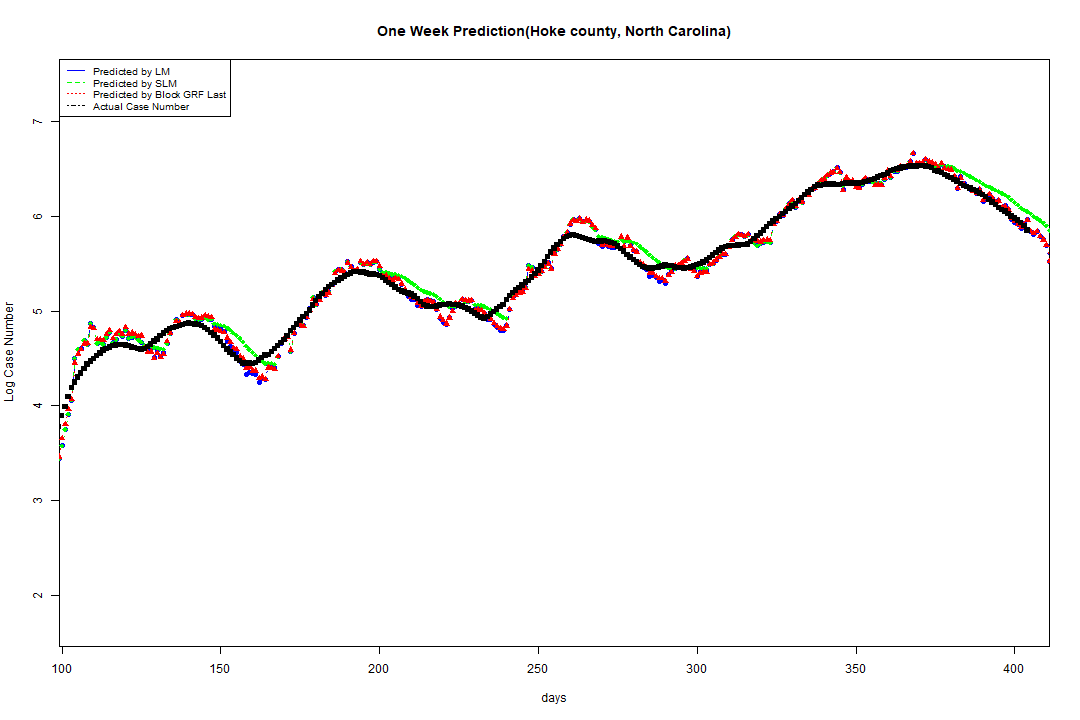 One Week Prediction(Hoke county, North Carolina)
Predicted by LM
Predicted by SLM
Predicted by Block GRF Last
Actual Case Number
7
6
5
4
3
2
Log Case Number
100 150 200 250 300 350 400
days